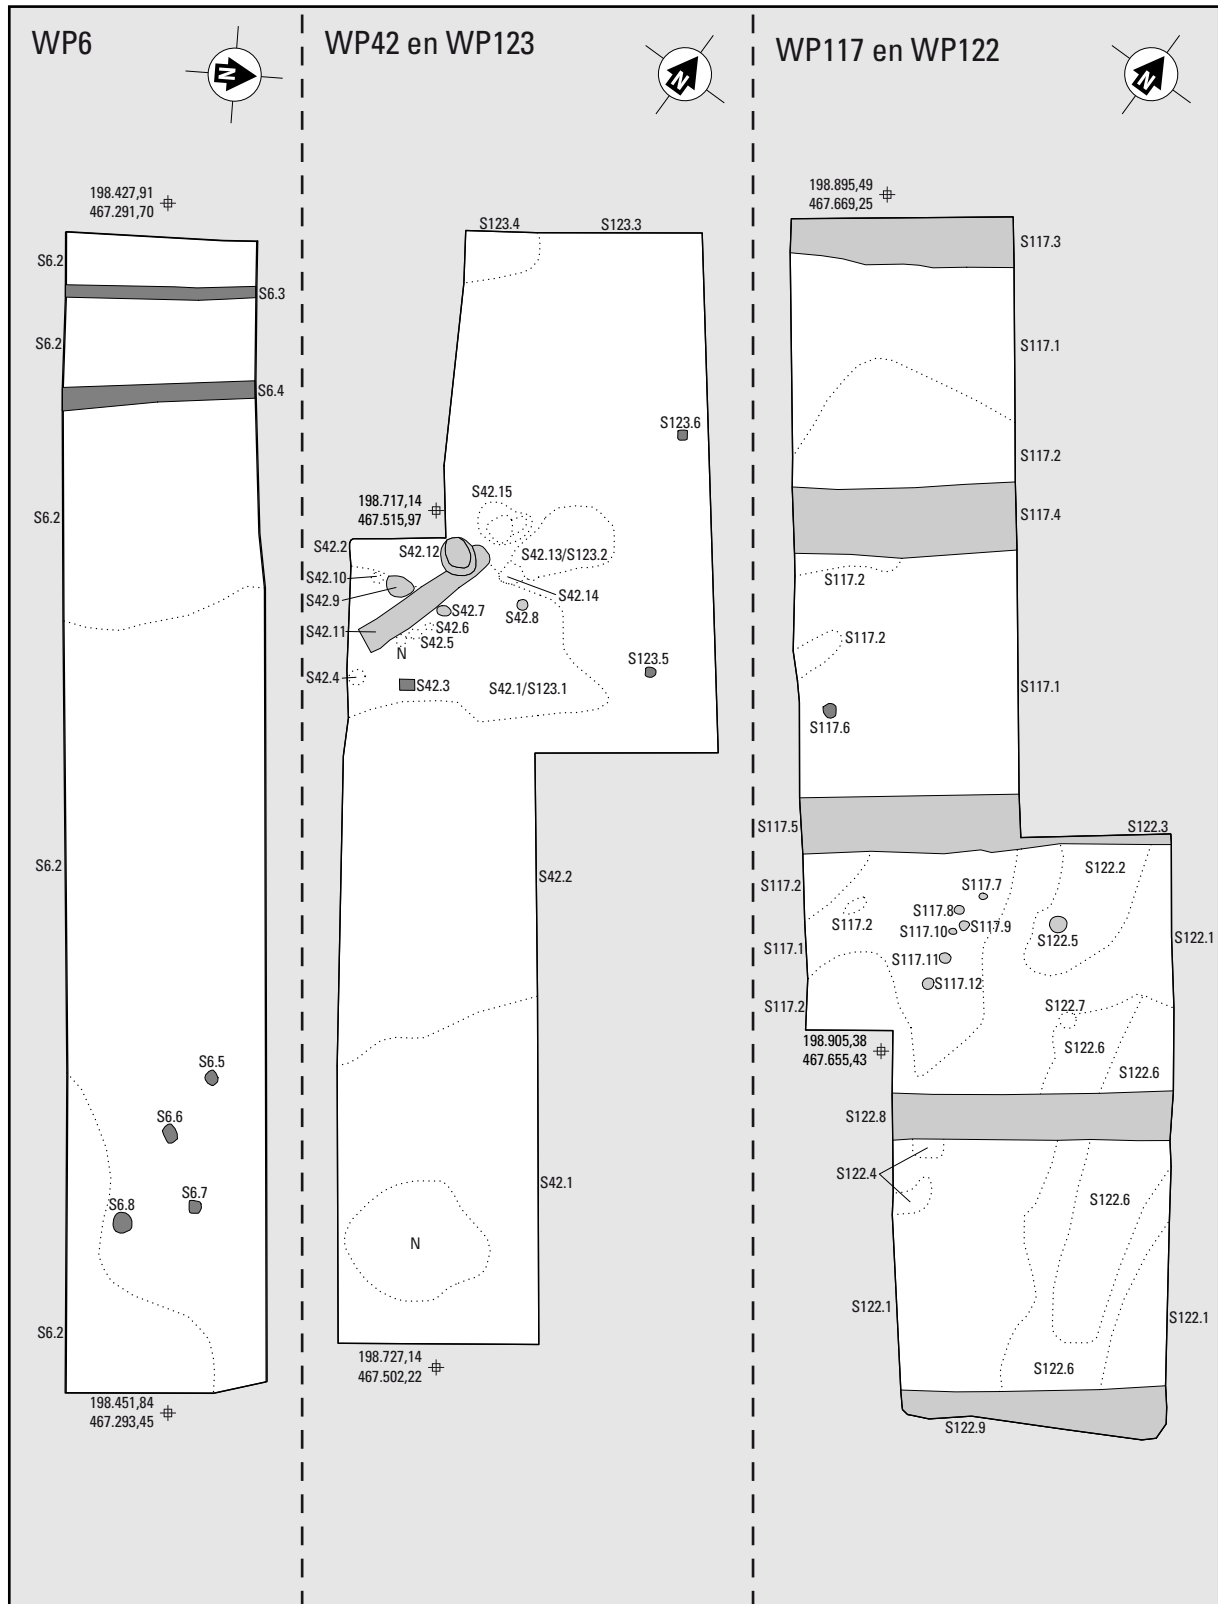 WP6
N
198.427,91
467.291,70
S6.2
S6.3
S6.2
S6.4
S6.2
S6.2
S6.5
S6.6
S6.7
S6.8
S6.2
198.451,84
467.293,45
WP42 en WP123
N
S123.4
S123.3
S123.6
S42.15
198.717,14
467.515,97
S42.2
S42.12
S42.13/S123.2
S42.10
S42.9
S42.14
S42.7
S42.8
S42.11
S42.6
S42.5
N
S123.5
S42.4
S42.3
S42.1/S123.1
S42.2
S42.1
N
198.727,14
467.502,22
WP117 en WP122
N
198.895,49
467.669,25
S117.3
S117.1
S117.2
S117.4
S117.2
S117.2
S117.1
S117.6
S117.5
S122.3
S122.2
S117.2
S117.7
S117.8
S117.2
S117.9
S117.10
S122.5
S122.1
S117.1
S117.11
S117.12
S117.2
S122.7
198.905,38
467.655,43
S122.6
S122.6
S122.8
S122.4
S122.6
S122.1
S122.1
S122.6
S122.9